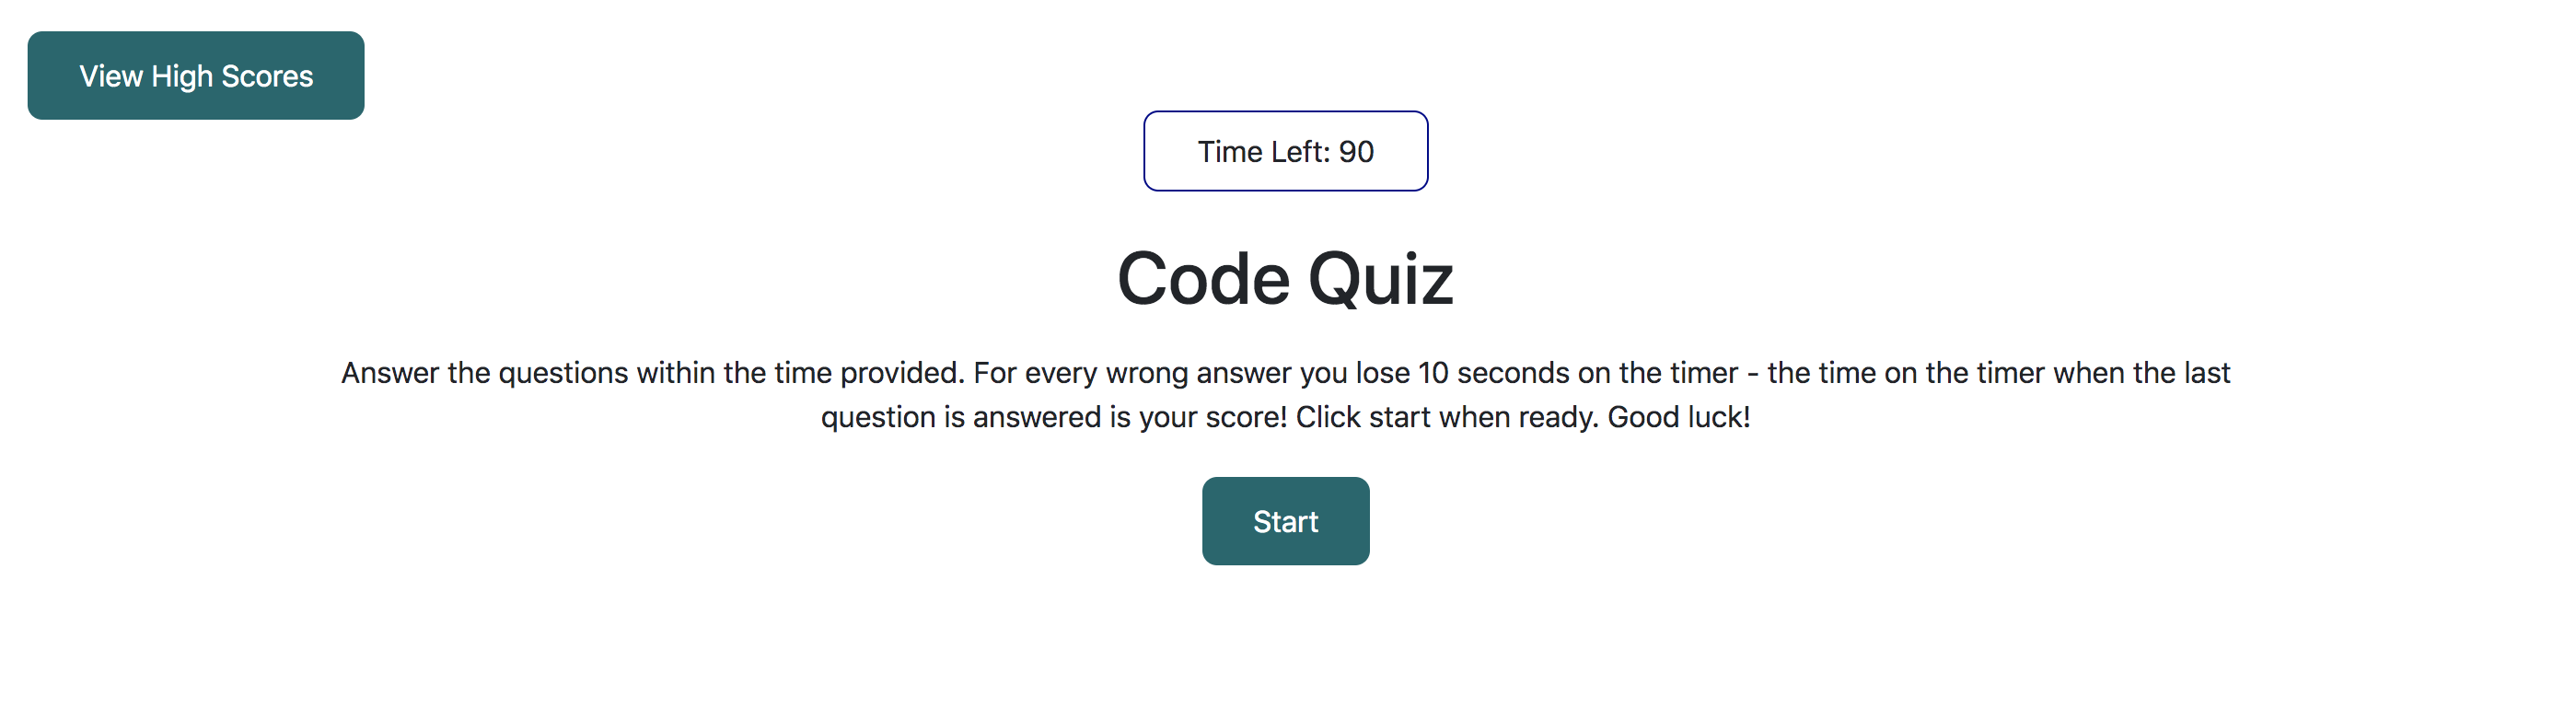 View High Scores
Time Left: 90
Code Quiz
Answer the questions within the time provided. For every wrong answer you lose 10 seconds on the timer - the time on the timer when the last
question is answered is your score! Click start when ready. Good luck!
Start